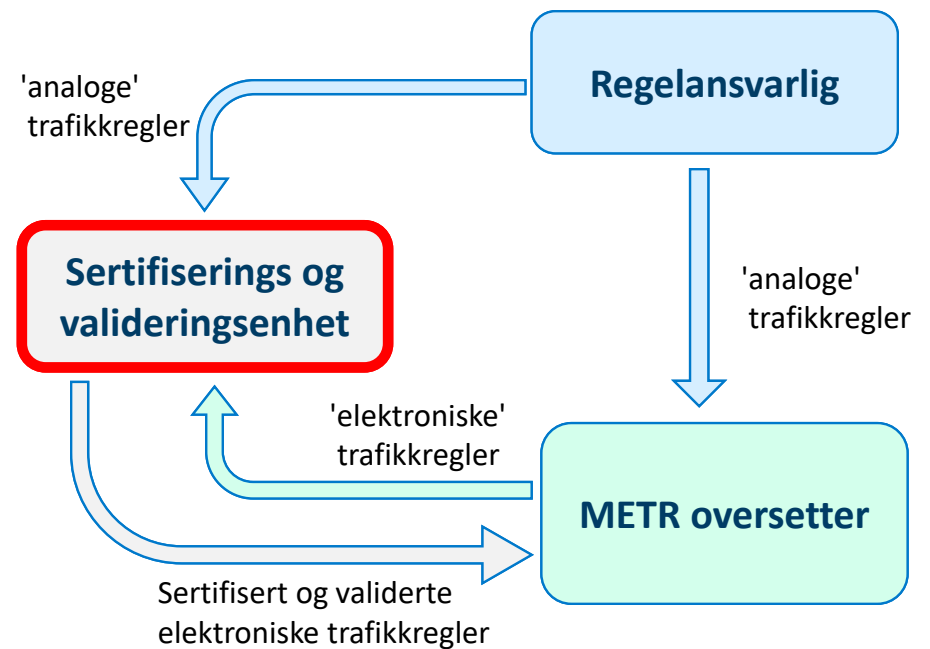 'analoge'
trafikkregler
Regelansvarlig
Sertifiserings og
valideringsenhet
'analoge'
trafikkregler
'elektroniske'
trafikkregler
METR oversetter
Sertifisert og validerte
elektroniske trafikkregler